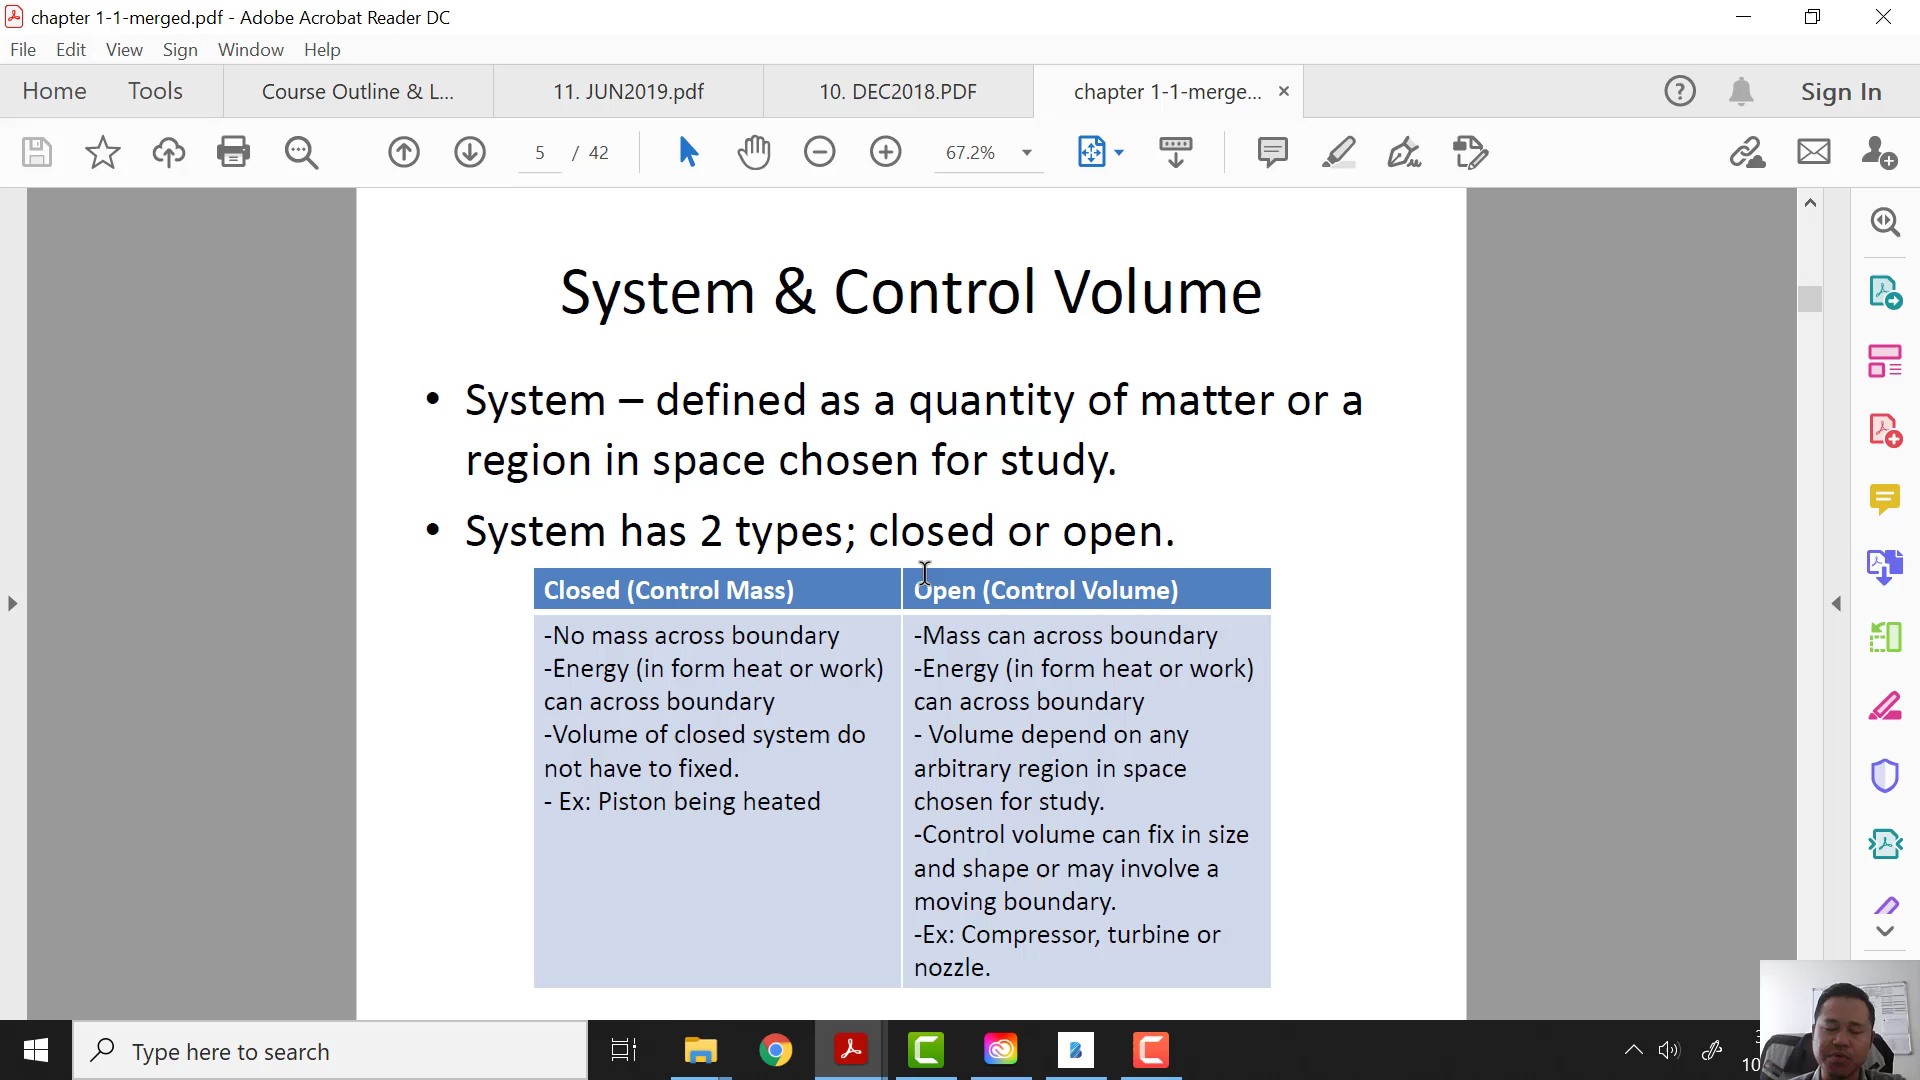 chapter 1-1-merged.pdf - Adobe Acrobat Reader DC
File Edit View Sign Window Help
Home Tools Course Outline & L... 11. JUN2019.pdf 10. DEC2018.PDF chapter 1-1-merge... Sign In
5 / 42 67.2%
System & Control Volume
• System – defined as a quantity of matter or a
region in space chosen for study.
• System has 2 types; closed or open.
Closed (Control Mass)
-No mass across boundary
-Energy (in form heat or work)
can across boundary
-Volume of closed system do
not have to fixed.
- Ex: Piston being heated
Open (Control Volume)
-Mass can across boundary
-Energy (in form heat or work)
can across boundary
- Volume depend on any
arbitrary region in space
chosen for study.
-Control volume can fix in size
and shape or may involve a
moving boundary.
-Ex: Compressor, turbine or
nozzle.
Type here to search